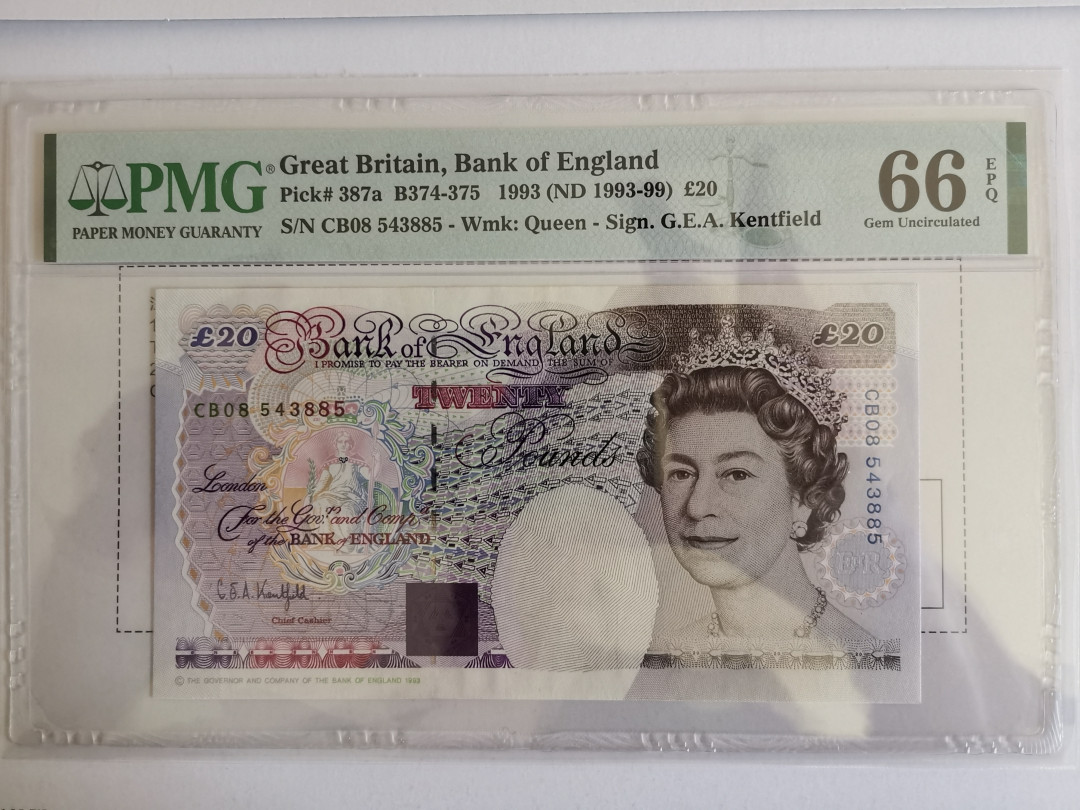 PMG®
PAPER MONEY GUARANTY
Great Britain, Bank of England
Pick# 387a B374-375 1993 (ND 1993-99) £20
S/N CB08 543885 - Wmk: Queen - Sign. G.E.A. Kentfield
66
EPQ
Gem Uncirculated
£20
Bank of England
£20
I PROMISE TO PAY THE BEARER ON DEMAND THE SUM OF
TWENTY
Pounds
CB08 543885
CB08 543885
London
For the Govr. and Compa.
of the BANK of ENGLAND
G.E.A. Kentfield
Chief Cashier
© THE GOVERNOR AND COMPANY OF THE BANK OF ENGLAND 1993